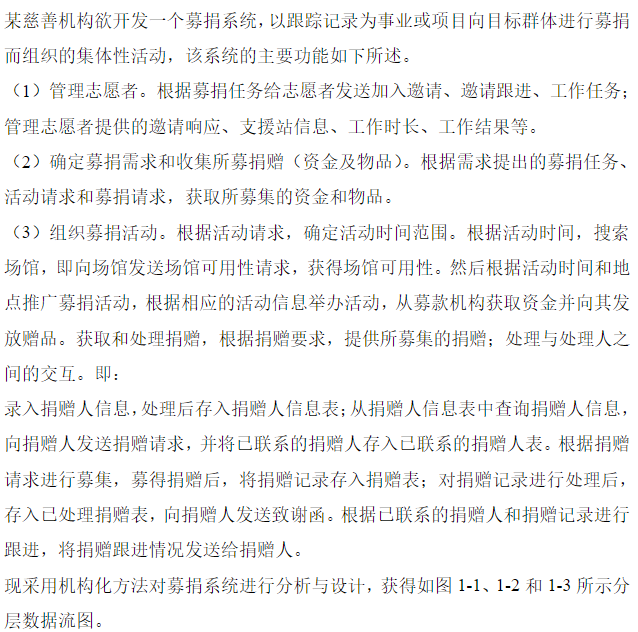 某慈善机构欲开发一个募捐系统，以跟踪记录为事业或项目向目标群体进行募捐
而组织的集体性活动，该系统的主要功能如下所述。
（1）管理志愿者。根据募捐任务给志愿者发送加入邀请、邀请跟进、工作任务；
管理志愿者提供的邀请响应、支援站信息、工作时长、工作结果等。
（2）确定募捐需求和收集所募捐赠（资金及物品）。根据需求提出的募捐任务、
活动请求和募捐请求，获取所募集的资金和物品。
（3）组织募捐活动。根据活动请求，确定活动时间范围。根据活动时间，搜索
场馆，即向场馆发送场馆可用性请求，获得场馆可用性。然后根据活动时间和地
点推广募捐活动，根据相应的活动信息举办活动，从募款机构获取资金并向其发
放赠品。获取和处理捐赠，根据捐赠要求，提供所募集的捐赠；处理与处理人之
间的交互。即：
录入捐赠人信息，处理后存入捐赠人信息表；从捐赠人信息表中查询捐赠人信息，
向捐赠人发送捐赠请求，并将已联系的捐赠人存入已联系的捐赠人表。根据捐赠
请求进行募集，募得捐赠后，将捐赠记录存入捐赠表；对捐赠记录进行处理后，
存入已处理捐赠表，向捐赠人发送致谢函。根据已联系的捐赠人和捐赠记录进行
跟进，将捐赠跟进情况发送给捐赠人。
现采用机构化方法对募捐系统进行分析与设计，获得如图 1-1、1-2 和 1-3 所示分
层数据流图。